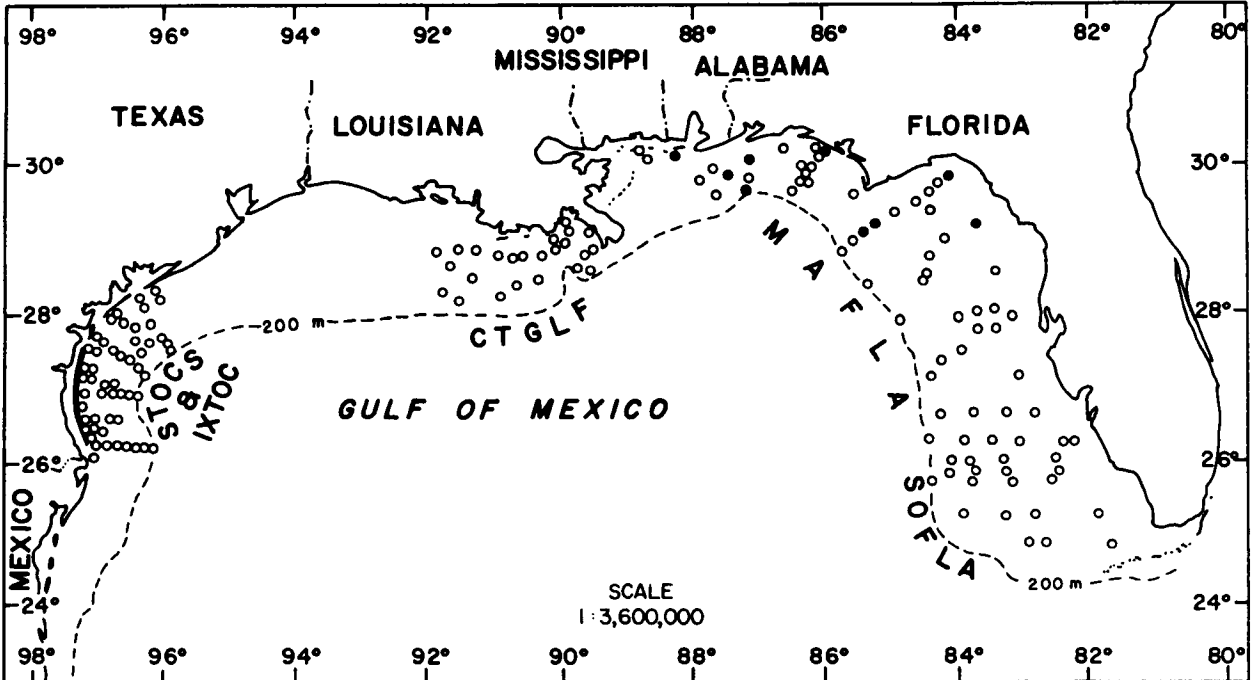 98° 96° 94° 92° 90° 88° 86° 84° 82° 80°
MISSISSIPPI
ALABAMA
TEXAS
LOUISIANA
FLORIDA
30°
30°
MAFLA
28°
28°
200 m
CTGLF
STOCS
&
IXTOC
GULF OF MEXICO
26°
26°
SOFLA
MEXICO
200 m
SCALE
1:3,600,000
24°
24°
98° 96° 94° 92° 90° 88° 86° 84° 82° 80°